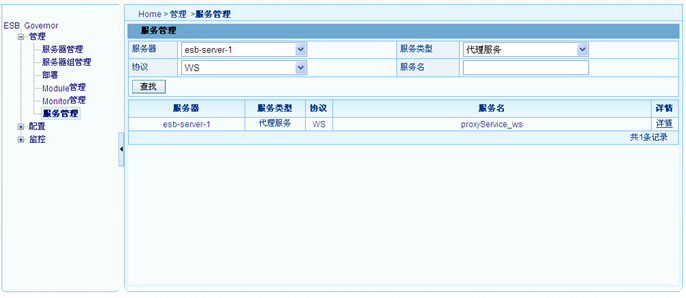 ESB Governor
管理
服务器管理
服务器组管理
部署
Module管理
Monitor管理
服务管理
配置
监控
Home > 管理 >服务管理
服务管理
服务器 esb-server-1 服务类型 代理服务
协议 WS 服务名
查找
服务器 服务类型 协议 服务名 详情
esb-server-1 代理服务 WS proxyService_ws 详情
共1条记录